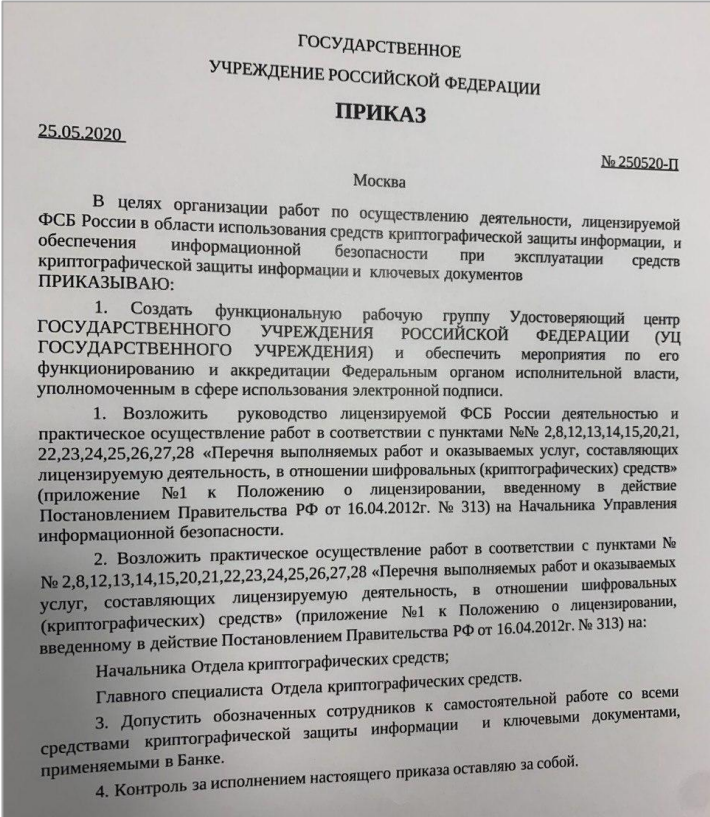 ГОСУДАРСТВЕННОЕ
УЧРЕЖДЕНИЕ РОССИЙСКОЙ ФЕДЕРАЦИИ
ПРИКАЗ
25.05.2020
№ 250520-П
Москва
В целях организации работ по осуществлению деятельности, лицензируемой
ФСБ России в области использования средств криптографической защиты информации, и
обеспечения информационной безопасности при эксплуатации средств
криптографической защиты информации и ключевых документов
ПРИКАЗЫВАЮ:
1. Создать функциональную рабочую группу Удостоверяющий центр
ГОСУДАРСТВЕННОГО УЧРЕЖДЕНИЯ РОССИЙСКОЙ ФЕДЕРАЦИИ (УЦ
ГОСУДАРСТВЕННОГО УЧРЕЖДЕНИЯ) и обеспечить мероприятия по его
функционированию и аккредитации Федеральным органом исполнительной власти,
уполномоченным в сфере использования электронной подписи.
1. Возложить руководство лицензируемой ФСБ России деятельностью и
практическое осуществление работ в соответствии с пунктами №№ 2,8,12,13,14,15,20,21,
22,23,24,25,26,27,28 «Перечня выполняемых работ и оказываемых услуг, составляющих
лицензируемую деятельность, в отношении шифровальных (криптографических) средств»
(приложение №1 к Положению о лицензировании, введенному в действие
Постановлением Правительства РФ от 16.04.2012г. № 313) на Начальника Управления
информационной безопасности.
2. Возложить практическое осуществление работ в соответствии с пунктами №
№ 2,8,12,13,14,15,20,21,22,23,24,25,26,27,28 «Перечня выполняемых работ и оказываемых
услуг, составляющих лицензируемую деятельность, в отношении шифровальных
(криптографических) средств» (приложение №1 к Положению о лицензировании,
введенному в действие Постановлением Правительства РФ от 16.04.2012г. № 313) на:
Начальника Отдела криптографических средств;
Главного специалиста Отдела криптографических средств.
3. Допустить обозначенных сотрудников к самостоятельной работе со всеми
средствами криптографической защиты информации и ключевыми документами,
применяемыми в Банке.
4. Контроль за исполнением настоящего приказа оставляю за собой.